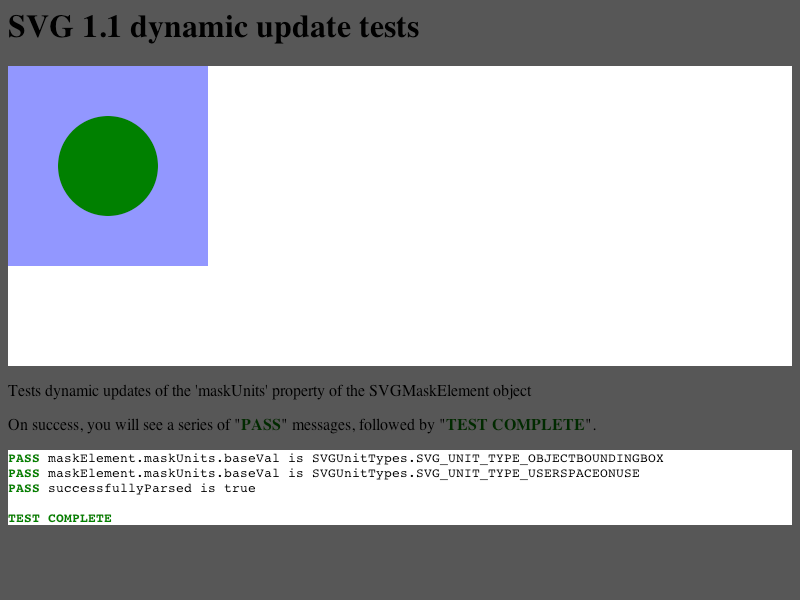 SVG 1.1 dynamic update tests
Tests dynamic updates of the 'maskUnits' property of the SVGMaskElement object
On success, you will see a series of "PASS" messages, followed by "TEST COMPLETE".
PASS maskElement.maskUnits.baseVal is SVGUnitTypes.SVG_UNIT_TYPE_OBJECTBOUNDINGBOX
PASS maskElement.maskUnits.baseVal is SVGUnitTypes.SVG_UNIT_TYPE_USERSPACEONUSE
PASS successfullyParsed is true
TEST COMPLETE